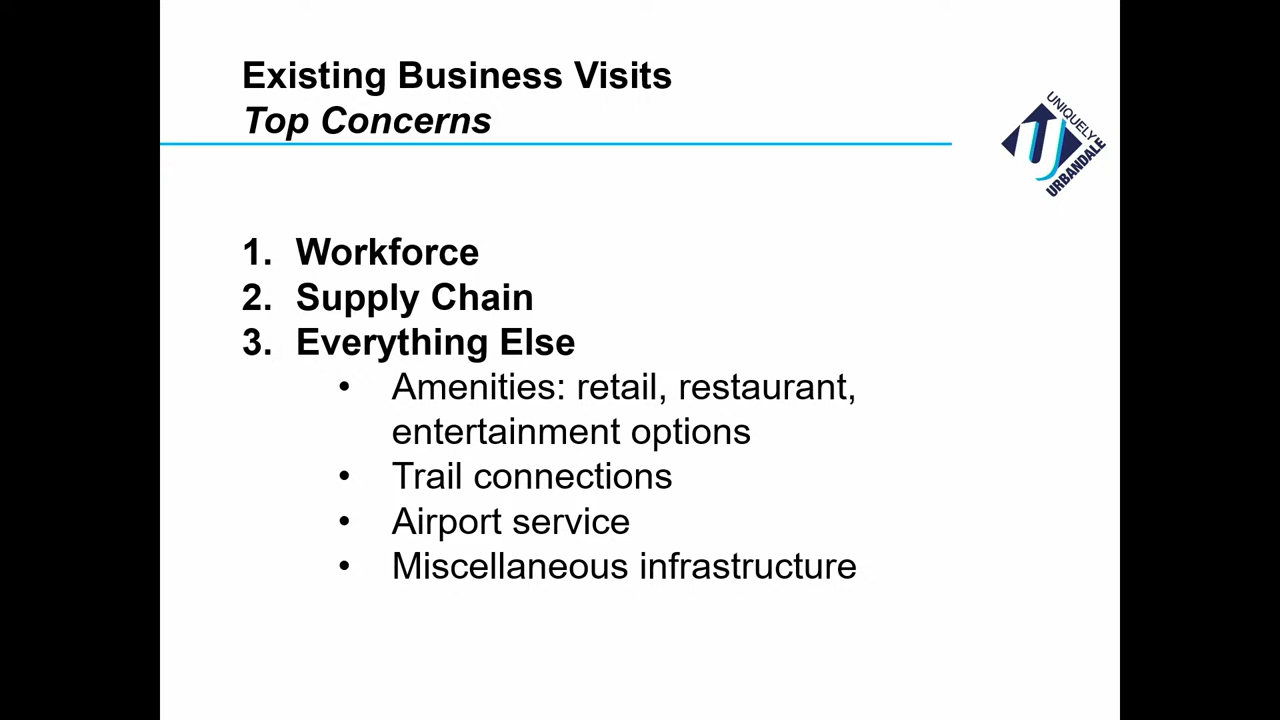 Existing Business Visits
Top Concerns
UNIQUELY
URBANDALE
1. Workforce
2. Supply Chain
3. Everything Else
• Amenities: retail, restaurant,
entertainment options
• Trail connections
• Airport service
• Miscellaneous infrastructure